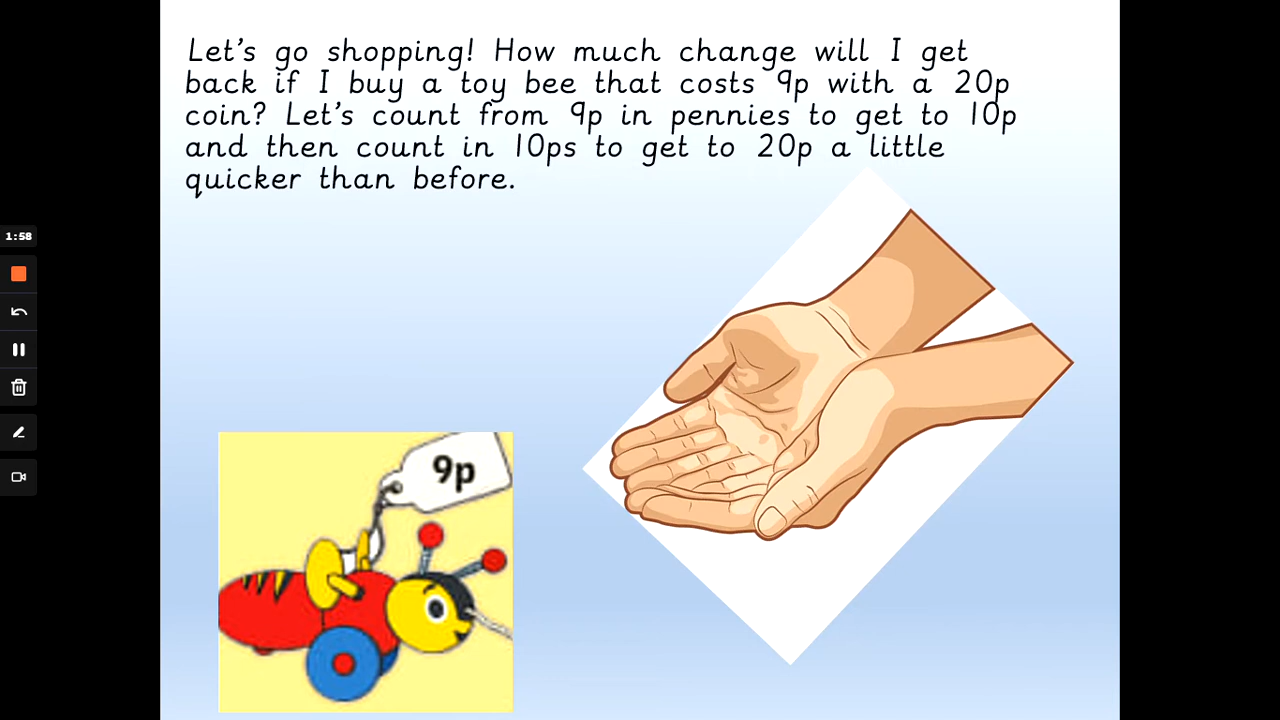 Let's go shopping! How much change will I get
back if I buy a toy bee that costs 9p with a 20p
coin? Let's count from 9p in pennies to get to 10p
and then count in 10ps to get to 20p a little
quicker than before.
1:58
9p